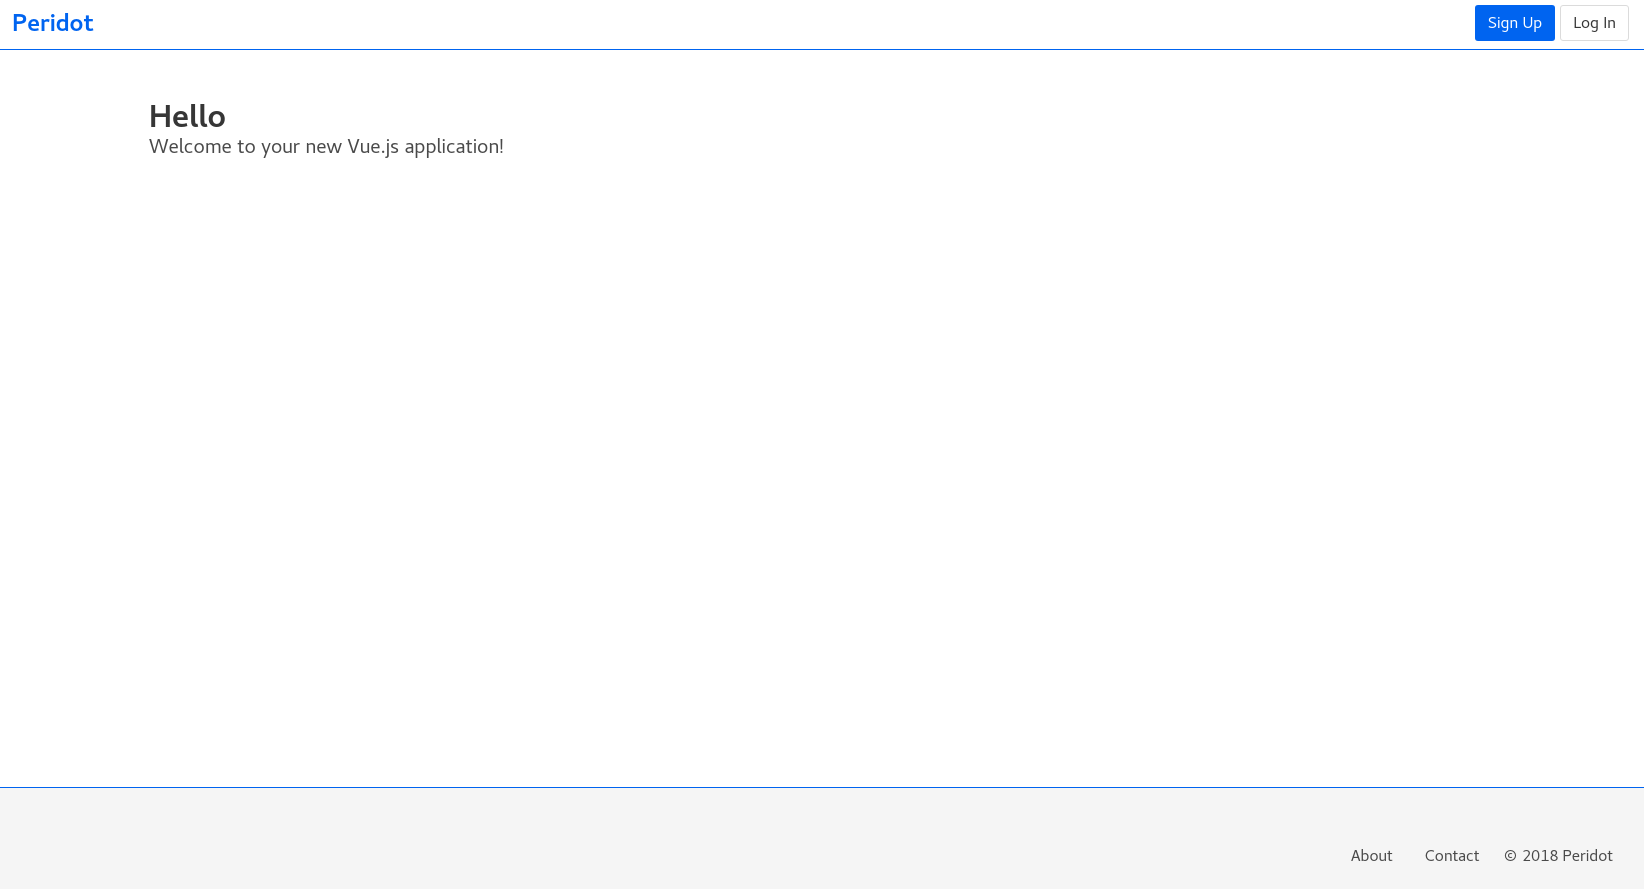 Peridot
Sign Up
Log In
Hello
Welcome to your new Vue.js application!
About
Contact
© 2018 Peridot